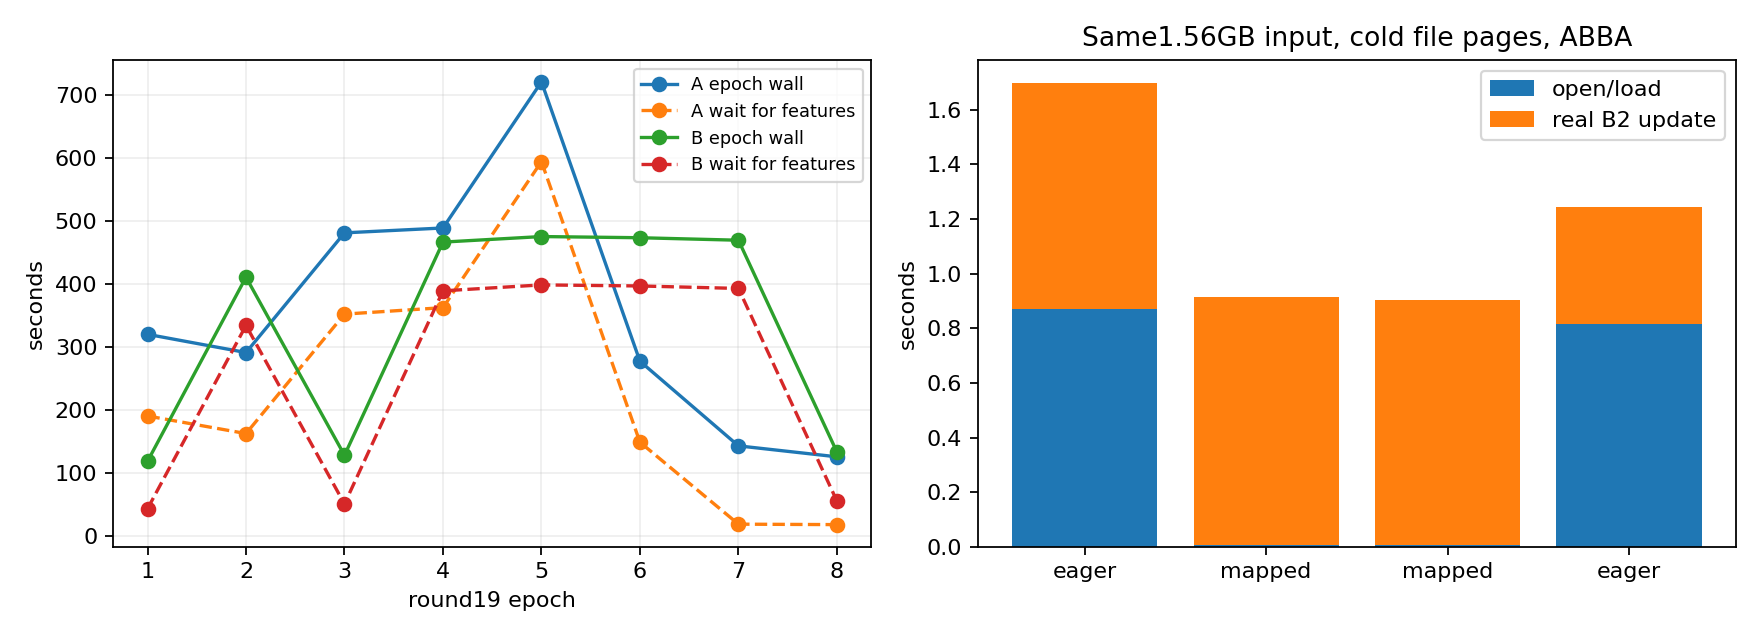 seconds
700
600
500
400
300
200
100
0
1 2 3 4 5 6 7 8
round19 epoch
A epoch wall
A wait for features
B epoch wall
B wait for features
Same1.56GB input, cold file pages, ABBA
seconds
1.6
1.4
1.2
1.0
0.8
0.6
0.4
0.2
0.0
eager mapped mapped eager
open/load
real B2 update